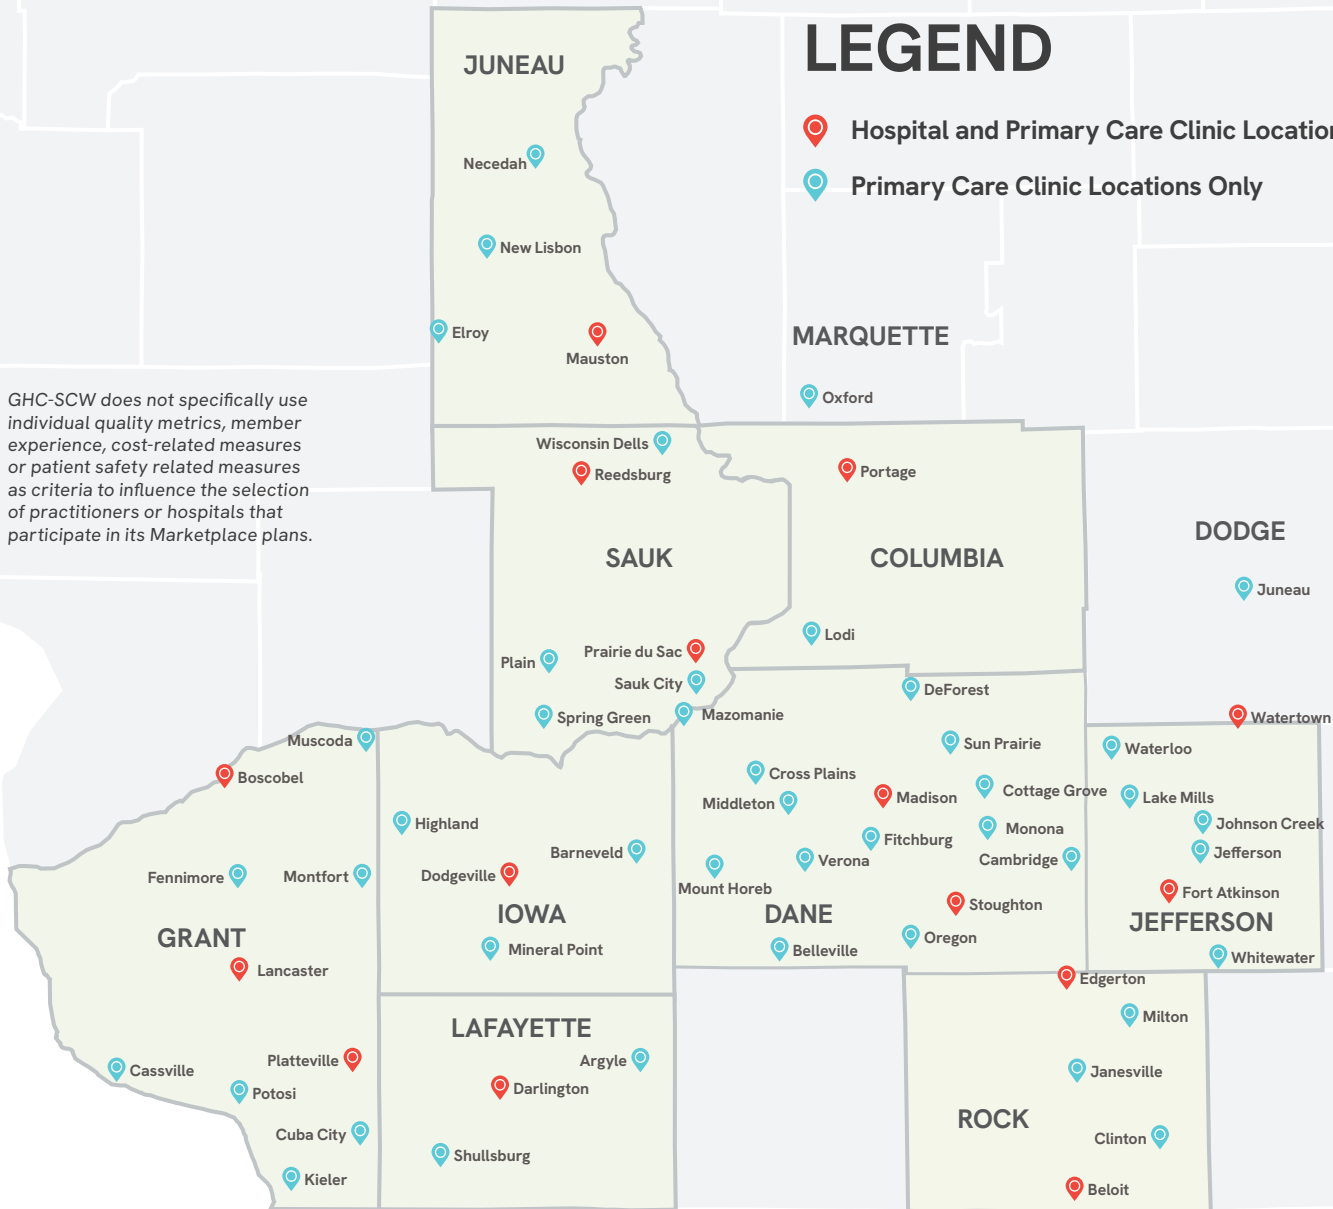 LEGEND
Hospital and Primary Care Clinic Location
Primary Care Clinic Locations Only
JUNEAU
Necedah
New Lisbon
Elroy
Mauston
MARQUETTE
Oxford
GHC-SCW does not specifically use
individual quality metrics, member
experience, cost-related measures
or patient safety related measures
as criteria to influence the selection
of practitioners or hospitals that
participate in its Marketplace plans.
Wisconsin Dells
Reedsburg
Portage
SAUK
COLUMBIA
DODGE
Juneau
Lodi
Prairie du Sac
Plain
Sauk City
Spring Green
Mazomanie
DeForest
Watertown
Muscoda
Boscobel
Sun Prairie
Waterloo
Cross Plains
Middleton
Madison
Cottage Grove
Lake Mills
Highland
Fitchburg
Monona
Johnson Creek
Barneveld
Verona
Cambridge
Jefferson
Fennimore
Montfort
Dodgeville
Mount Horeb
Fort Atkinson
IOWA
DANE
Stoughton
JEFFERSON
GRANT
Mineral Point
Belleville
Oregon
Whitewater
Lancaster
Edgerton
LAFAYETTE
Milton
Platteville
Argyle
Cassville
Janesville
Potosi
Darlington
ROCK
Cuba City
Clinton
Shullsburg
Kieler
Beloit